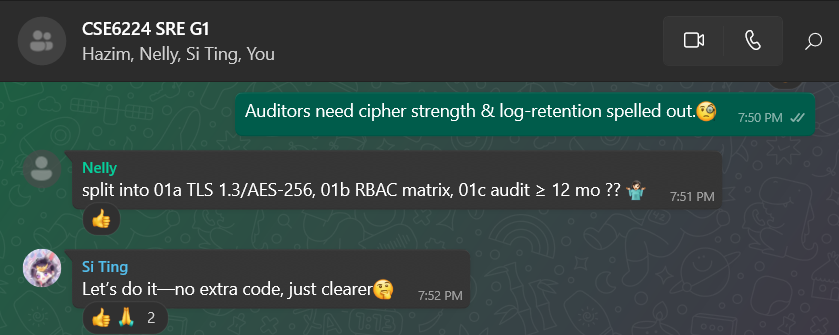 CSE6224 SRE G1
Hazim, Nelly, Si Ting, You
Auditors need cipher strength & log-retention spelled out.🧐
7:50 PM
Nelly
split into 01a TLS 1.3/AES-256, 01b RBAC matrix, 01c audit ≥ 12 mo ?? 🤷‍♂️
7:51 PM
👍
Si Ting
Let's do it—no extra code, just clearer🤔
7:52 PM
👍🙏 2